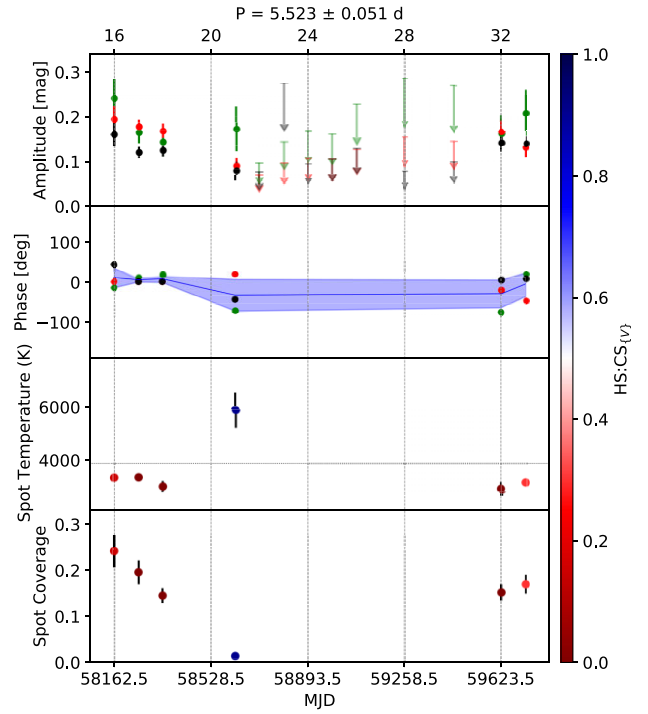 P = 5.523 ± 0.051 d
16 20 24 28 32
Amplitude [mag]
0.3
0.2
0.1
0.0
Phase [deg]
100
0
−100
Spot Temperature (K)
6000
4000
Spot Coverage
0.3
0.2
0.1
0.0
58162.5 58528.5 58893.5 59258.5 59623.5
MJD
1.0
0.8
0.6
0.4
0.2
0.0
HS:CS{V}